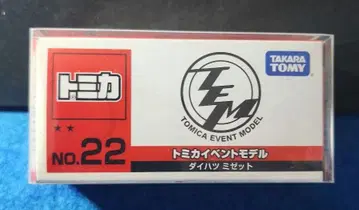 トミカ
★★
NO.22
TEM
TOMICA EVENT MODEL
TAKARA
TOMY
トミカイベントモデル
ダイハツ ミゼット